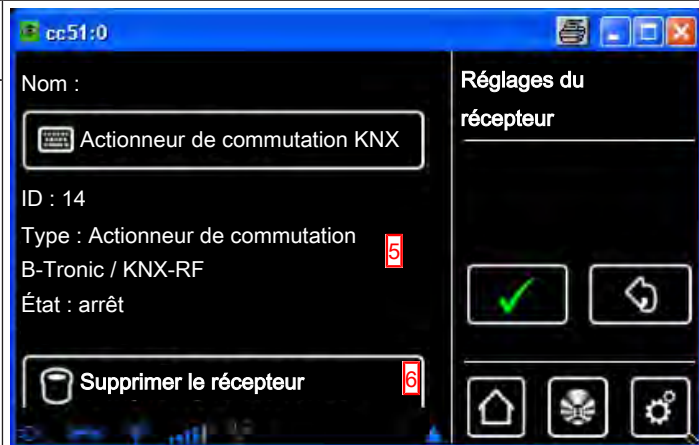 cc51:0
Nom :
Actionneur de commutation KNX
ID : 14
Type : Actionneur de commutation
B-Tronic / KNX-RF
État : arrêt
5
Supprimer le récepteur
6
Réglages du
récepteur